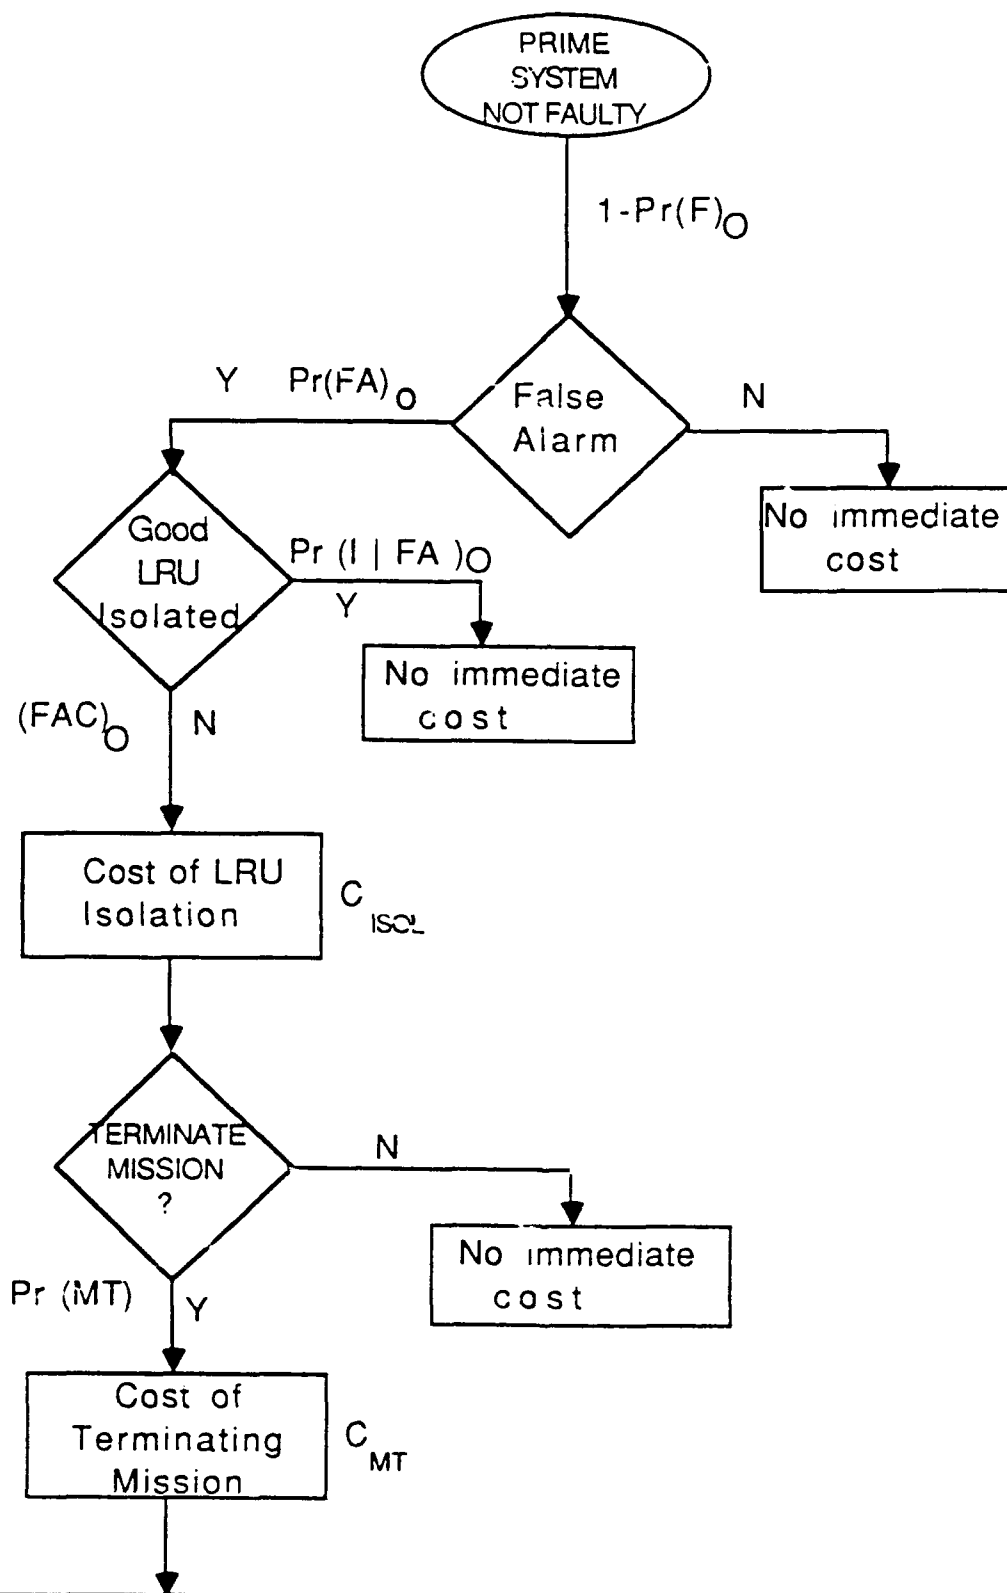 PRIME
SYSTEM
NOT FAULTY
1-Pr(F)O
Y Pr(FA)O
False
Alarm
N
No immediate
cost
Good
LRU
Isolated
Pr (I | FA )O
Y
No immediate
cost
(FAC)O
N
Cost of LRU
Isolation
C ISOL
TERMINATE
MISSION
?
N
No immediate
cost
Pr (MT)
Y
Cost of
Terminating
Mission
C MT